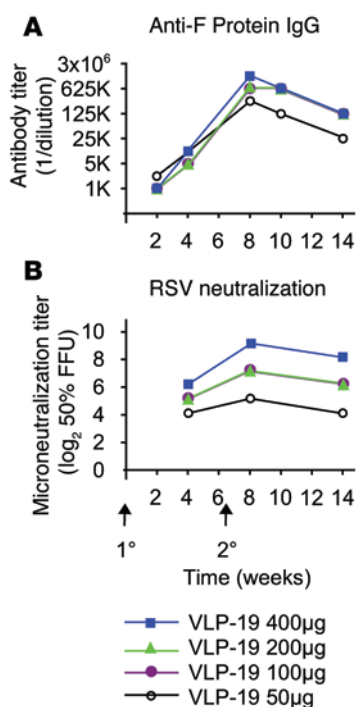 A Anti-F Protein IgG
Antibody titer
(1/dilution)
3x10⁶
625K
125K
25K
5K
1K
2 4 6 8 10 12 14
B RSV neutralization
Microneutralization titer
(log₂ 50% FFU)
10
8
6
4
2
0
2 4 6 8 10 12 14
1° 2°
Time (weeks)
VLP-19 400µg
VLP-19 200µg
VLP-19 100µg
VLP-19 50µg